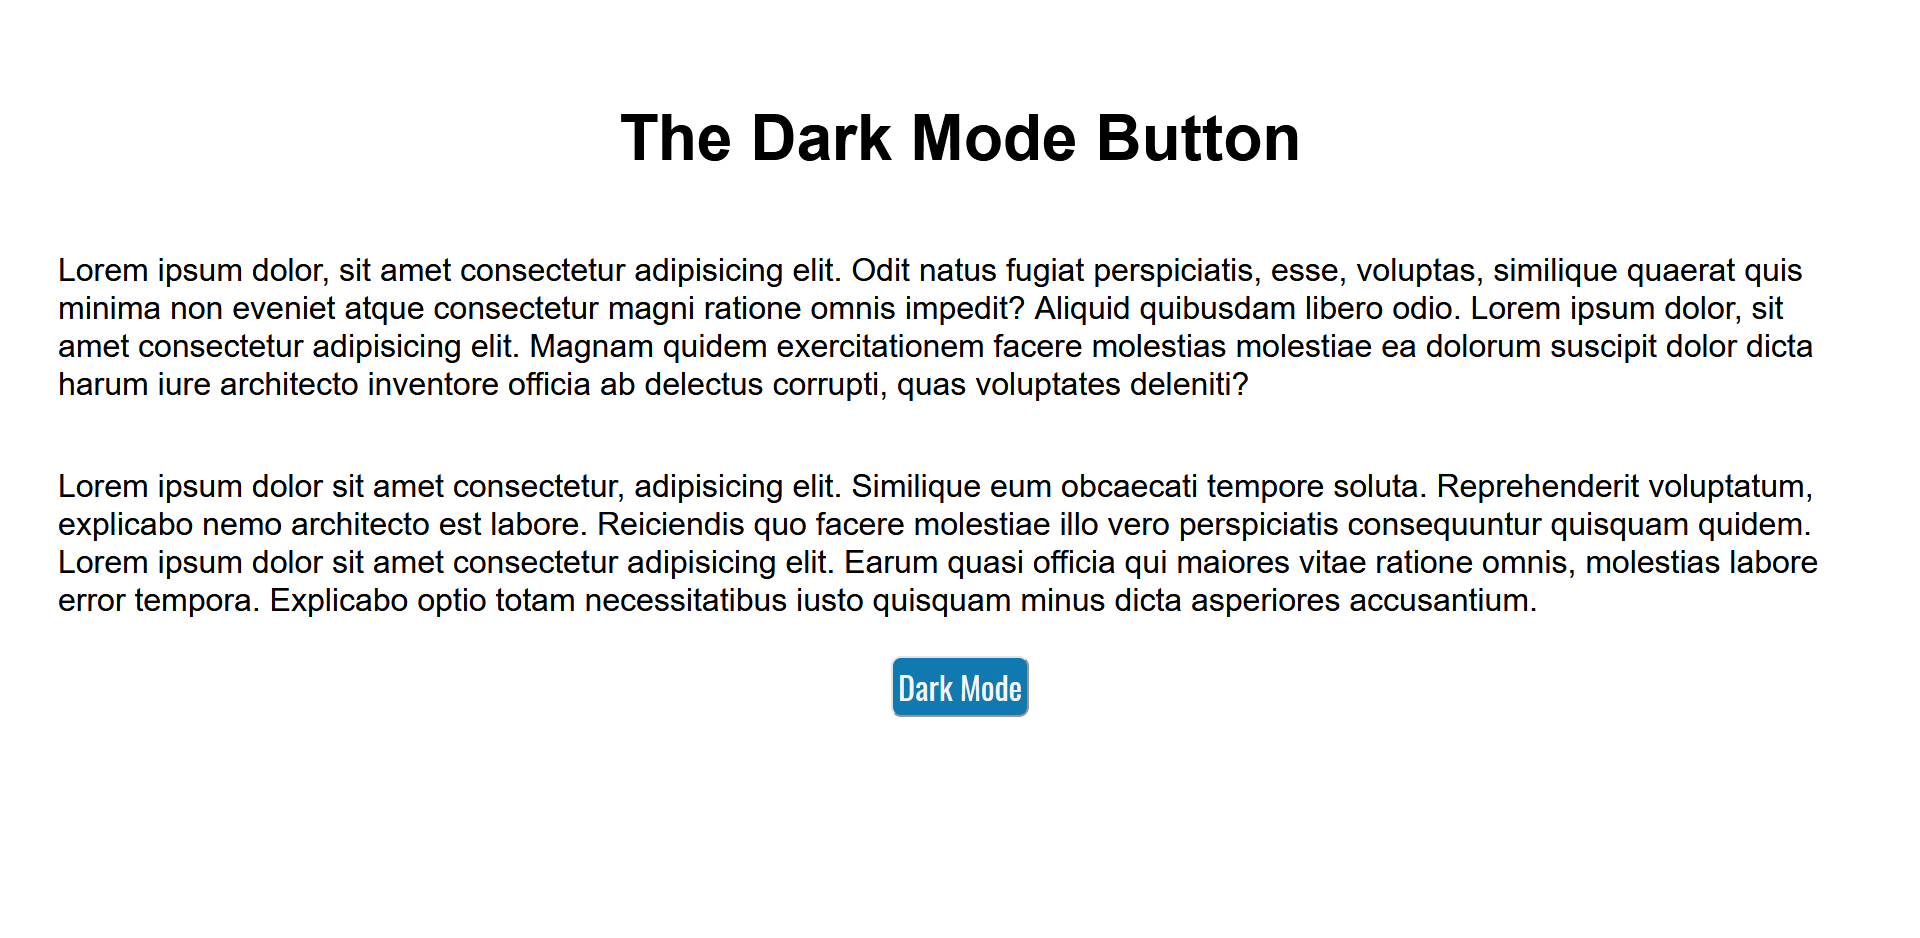 The Dark Mode Button
Lorem ipsum dolor, sit amet consectetur adipisicing elit. Odit natus fugiat perspiciatis, esse, voluptas, similique quaerat quis
minima non eveniet atque consectetur magni ratione omnis impedit? Aliquid quibusdam libero odio. Lorem ipsum dolor, sit
amet consectetur adipisicing elit. Magnam quidem exercitationem facere molestias molestiae ea dolorum suscipit dolor dicta
harum iure architecto inventore officia ab delectus corrupti, quas voluptates deleniti?
Lorem ipsum dolor sit amet consectetur, adipisicing elit. Similique eum obcaecati tempore soluta. Reprehenderit voluptatum,
explicabo nemo architecto est labore. Reiciendis quo facere molestiae illo vero perspiciatis consequuntur quisquam quidem.
Lorem ipsum dolor sit amet consectetur adipisicing elit. Earum quasi officia qui maiores vitae ratione omnis, molestias labore
error tempora. Explicabo optio totam necessitatibus iusto quisquam minus dicta asperiores accusantium.
Dark Mode